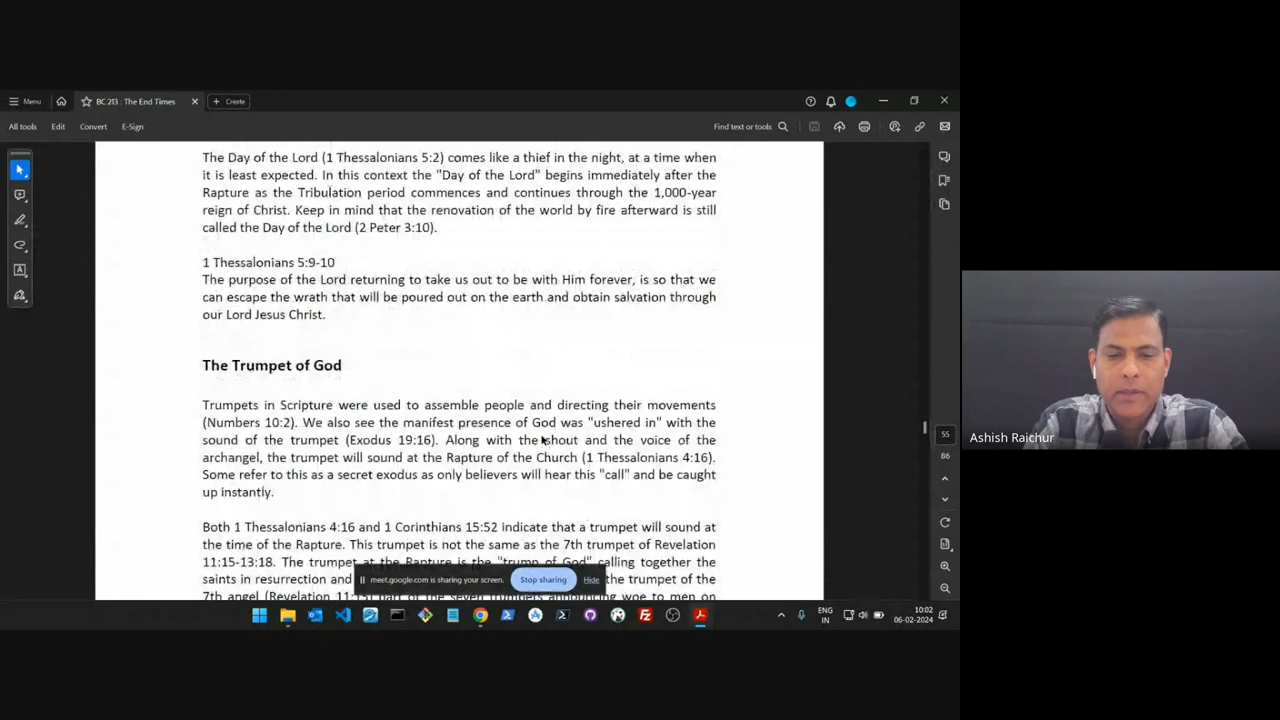 Menu
BC 213 : The End Times
Create
All tools
Edit
Convert
E-Sign
Find text or tools
The Day of the Lord (1 Thessalonians 5:2) comes like a thief in the night, at a time when
it is least expected. In this context the "Day of the Lord" begins immediately after the
Rapture as the Tribulation period commences and continues through the 1,000-year
reign of Christ. Keep in mind that the renovation of the world by fire afterward is still
called the Day of the Lord (2 Peter 3:10).
1 Thessalonians 5:9-10
The purpose of the Lord returning to take us out to be with Him forever, is so that we
can escape the wrath that will be poured out on the earth and obtain salvation through
our Lord Jesus Christ.
The Trumpet of God
Trumpets in Scripture were used to assemble people and directing their movements
(Numbers 10:2). We also see the manifest presence of God was "ushered in" with the
sound of the trumpet (Exodus 19:16). Along with the shout and the voice of the
archangel, the trumpet will sound at the Rapture of the Church (1 Thessalonians 4:16).
Some refer to this as a secret exodus as only believers will hear this "call" and be caught
up instantly.
Both 1 Thessalonians 4:16 and 1 Corinthians 15:52 indicate that a trumpet will sound at
the time of the Rapture. This trumpet is not the same as the 7th trumpet of Revelation
11:15-13:18. The trumpet at the Rapture is the "trump of God" calling together the
saints in resurrection and the trumpet of the
7th angel (Revelation 11:15) part of the seven trumpets announcing woe to men on
meet.google.com is sharing your screen.
Stop sharing
Hide
55
86
ENG
IN
10:02
06-02-2024
Ashish Raichur